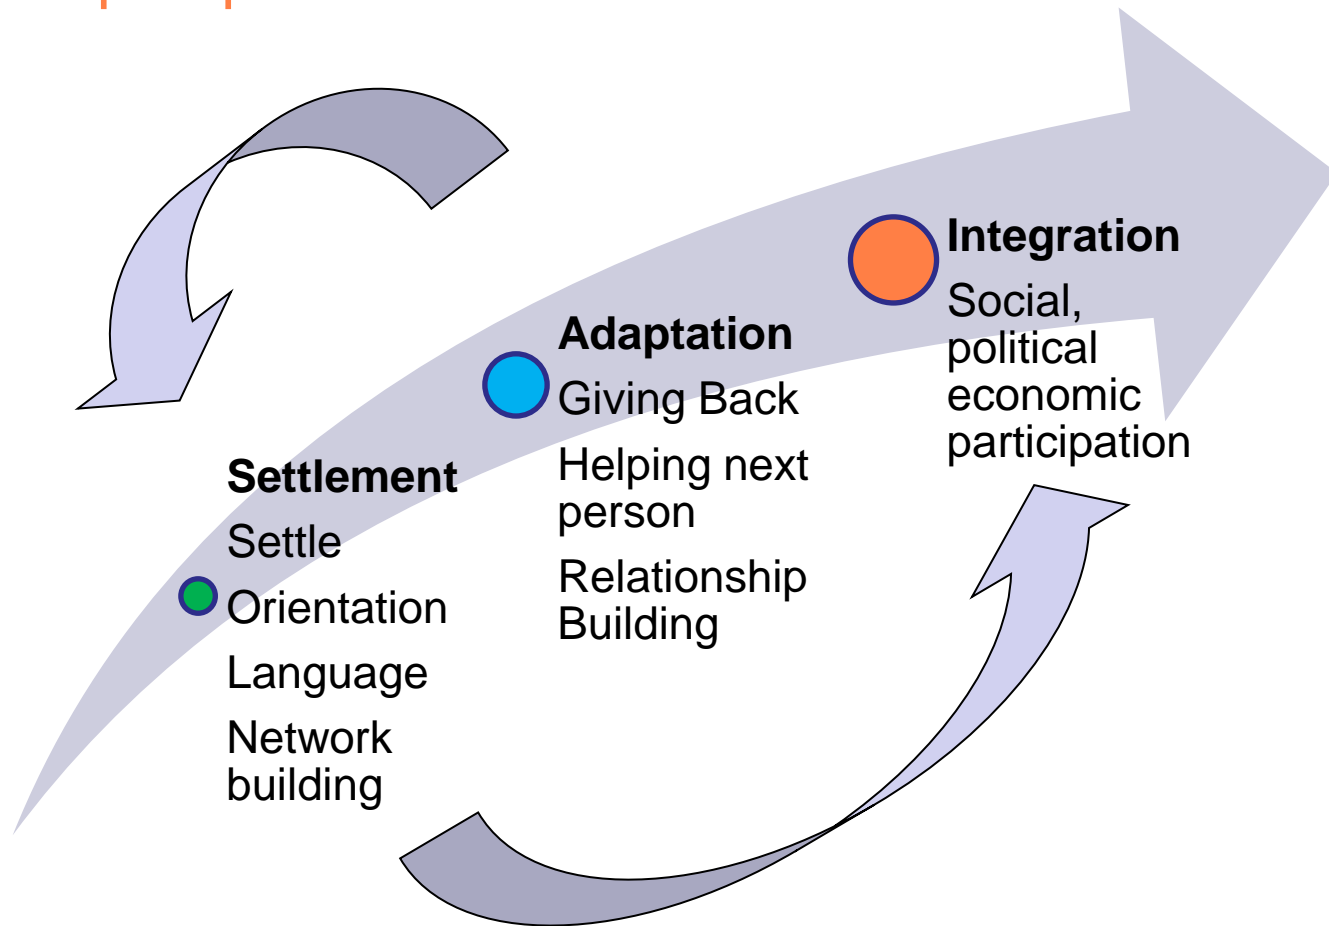 Settlement
Settle
Orientation
Language
Network
building
Adaptation
Giving Back
Helping next
person
Relationship
Building
Integration
Social,
political
economic
participation